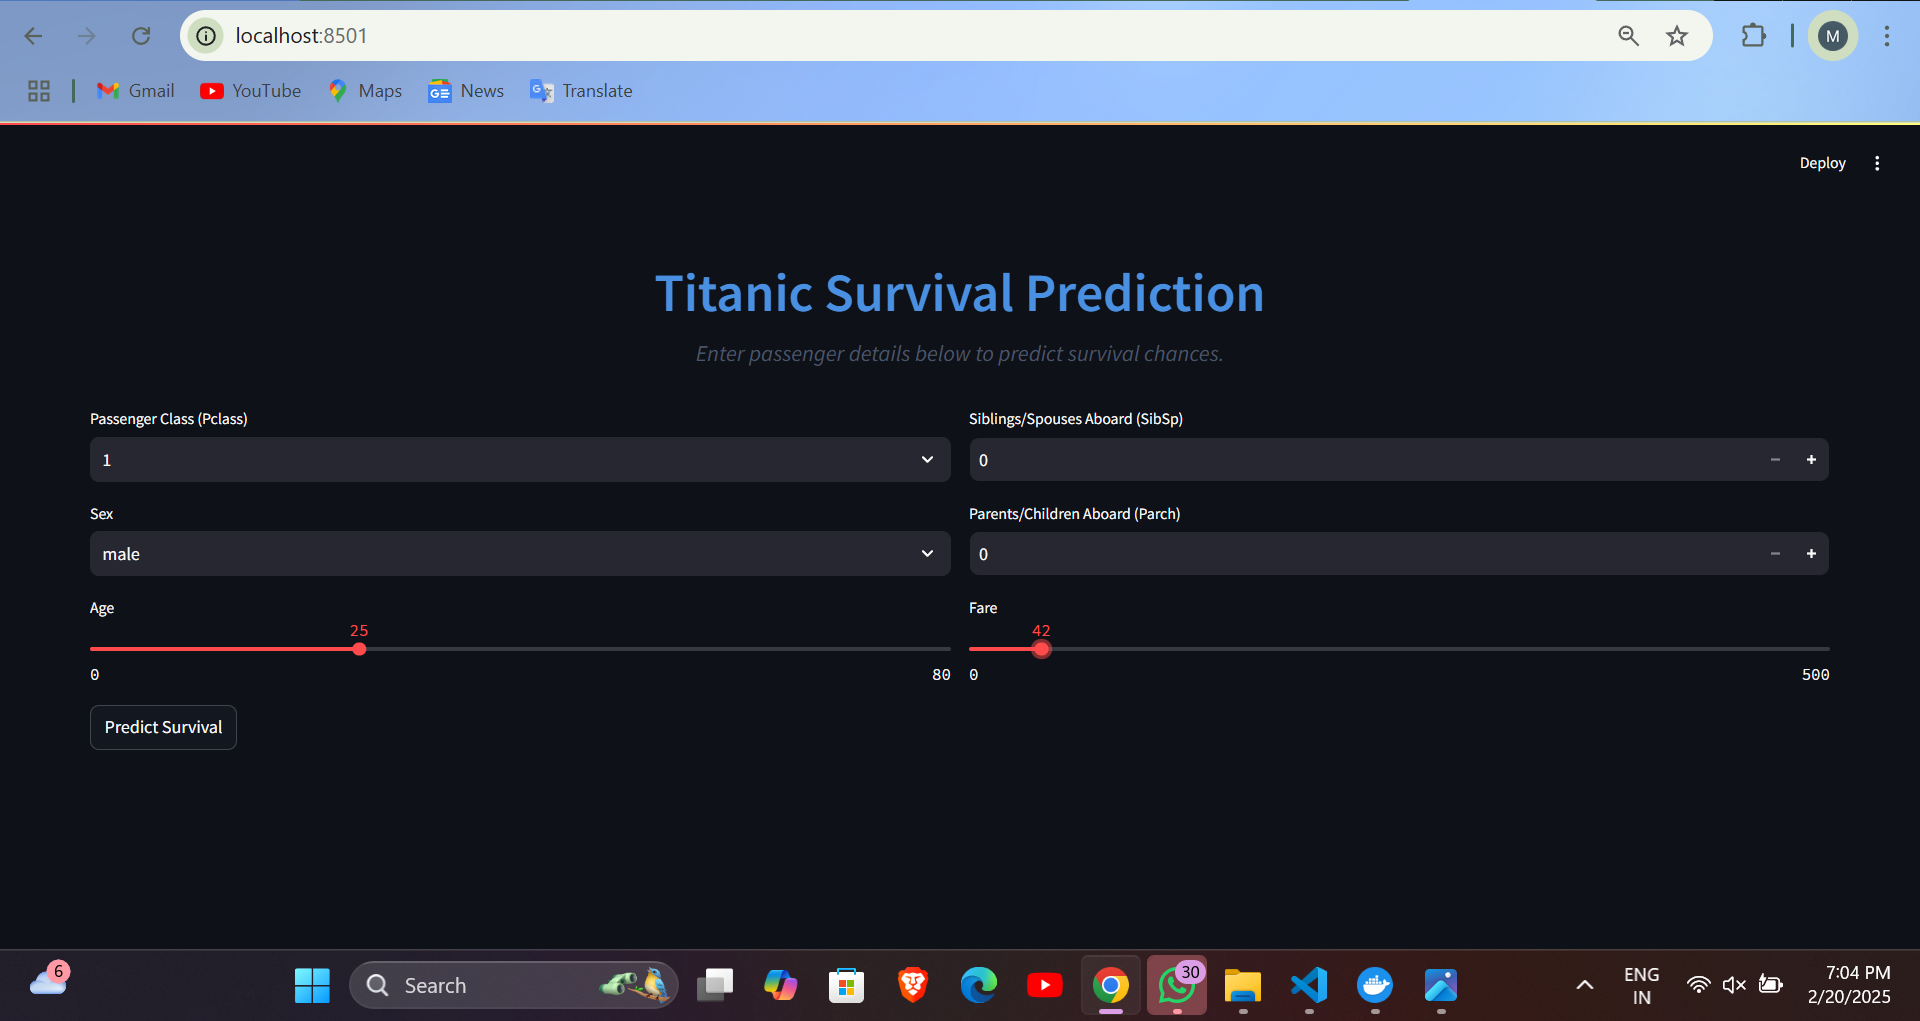 localhost:8501
M
Gmail
YouTube
Maps
News
Translate
Deploy
Titanic Survival Prediction
Enter passenger details below to predict survival chances.
Passenger Class (Pclass)
1
Sex
male
Age
25
0 80
Predict Survival
Siblings/Spouses Aboard (SibSp)
0
Parents/Children Aboard (Parch)
0
Fare
42
0 500
6
Search
30
ENG
IN
7:04 PM
2/20/2025